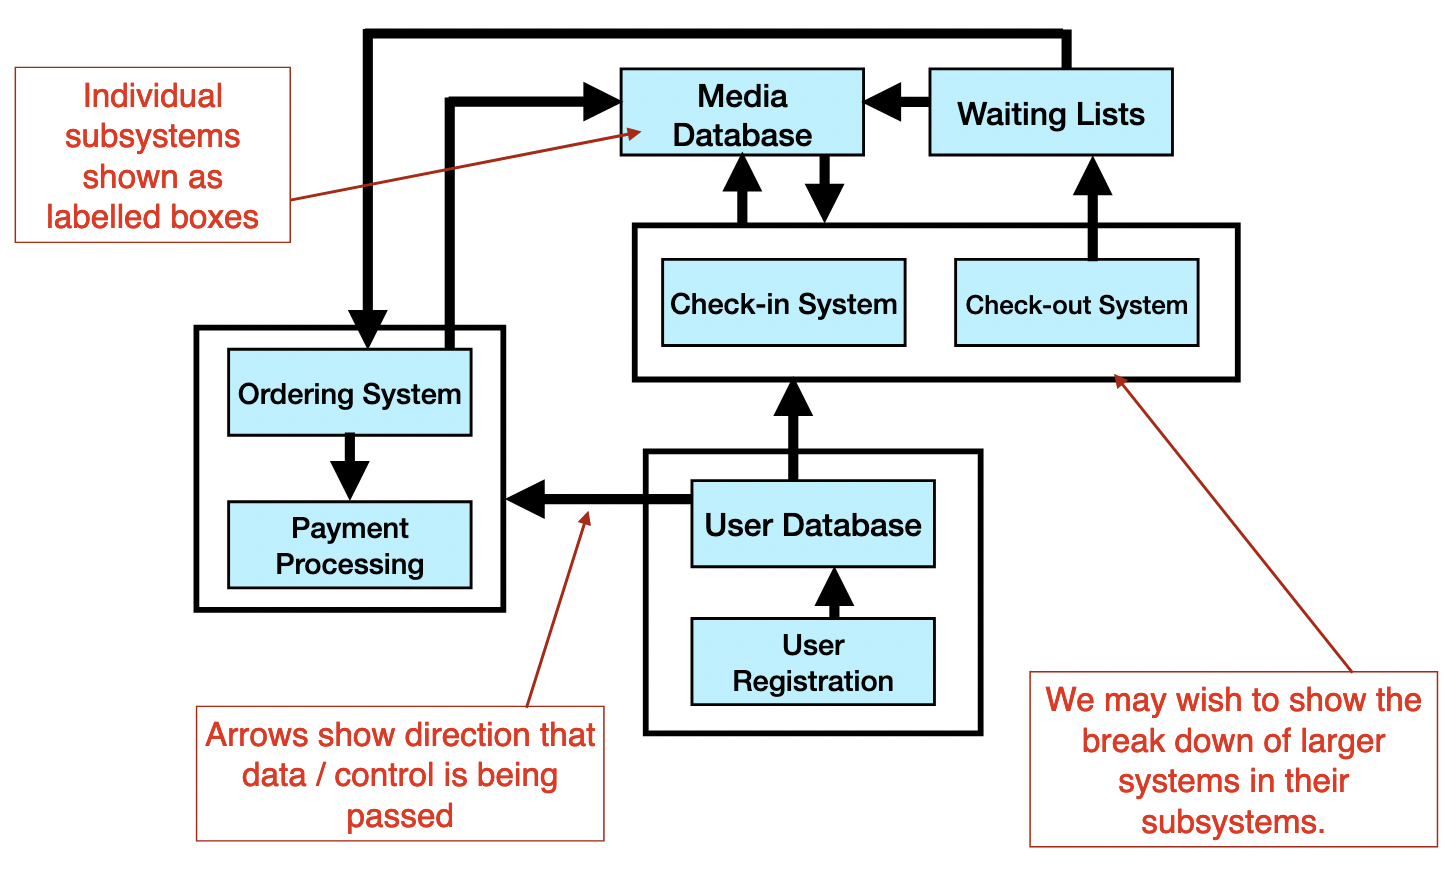 Individual
subsystems
shown as
labelled boxes
Media
Database
Waiting Lists
Check-in System
Check-out System
Ordering System
Payment
Processing
User Database
User
Registration
Arrows show direction that
data / control is being
passed
We may wish to show the
break down of larger
systems in their
subsystems.